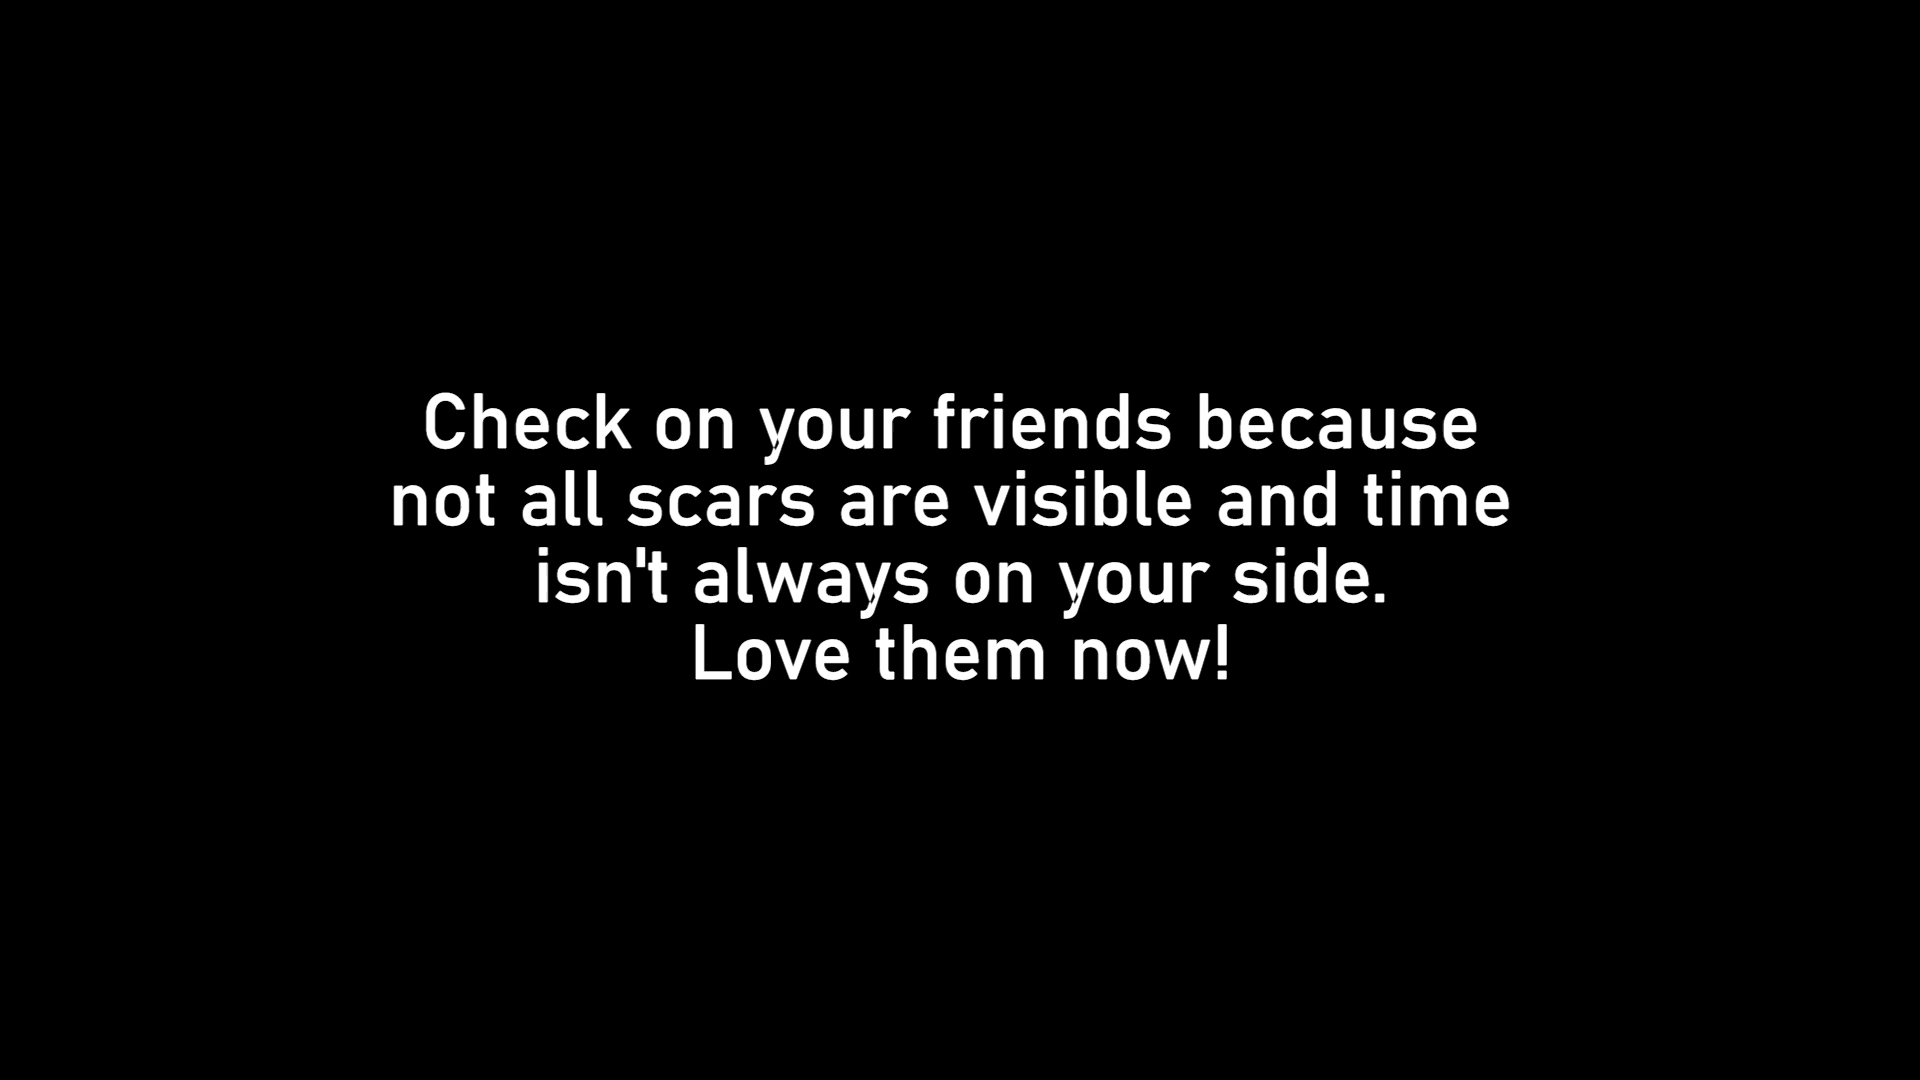 Check on your friends because
not all scars are visible and time
isn't always on your side.
Love them now!